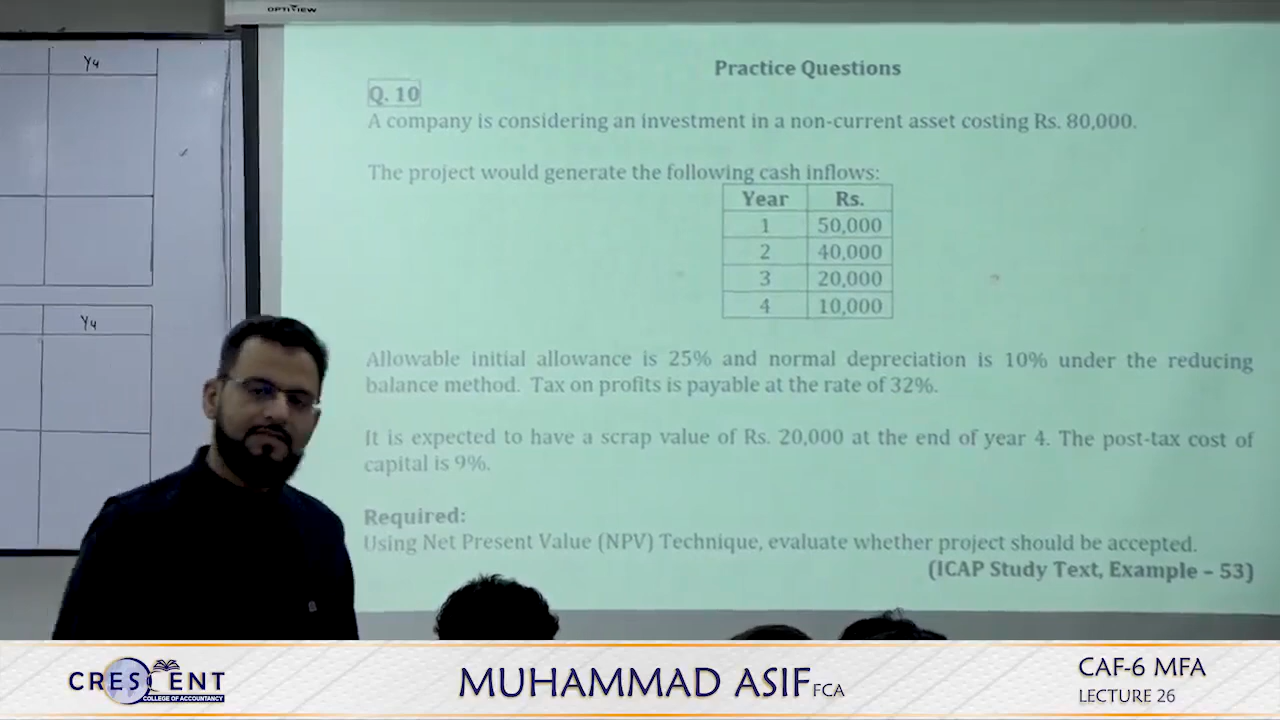 OPTIVIEW
Y4
Y4
Practice Questions
Q. 10
A company is considering an investment in a non-current asset costing Rs. 80,000.
The project would generate the following cash inflows:
Year Rs.
1 50,000
2 40,000
3 20,000
4 10,000
Allowable initial allowance is 25% and normal depreciation is 10% under the reducing
balance method. Tax on profits is payable at the rate of 32%.
It is expected to have a scrap value of Rs. 20,000 at the end of year 4. The post-tax cost of
capital is 9%.
Required:
Using Net Present Value (NPV) Technique, evaluate whether project should be accepted.
(ICAP Study Text, Example – 53)
CRESCENT
COLLEGE OF ACCOUNTANCY
MUHAMMAD ASIF FCA
CAF-6 MFA
LECTURE 26